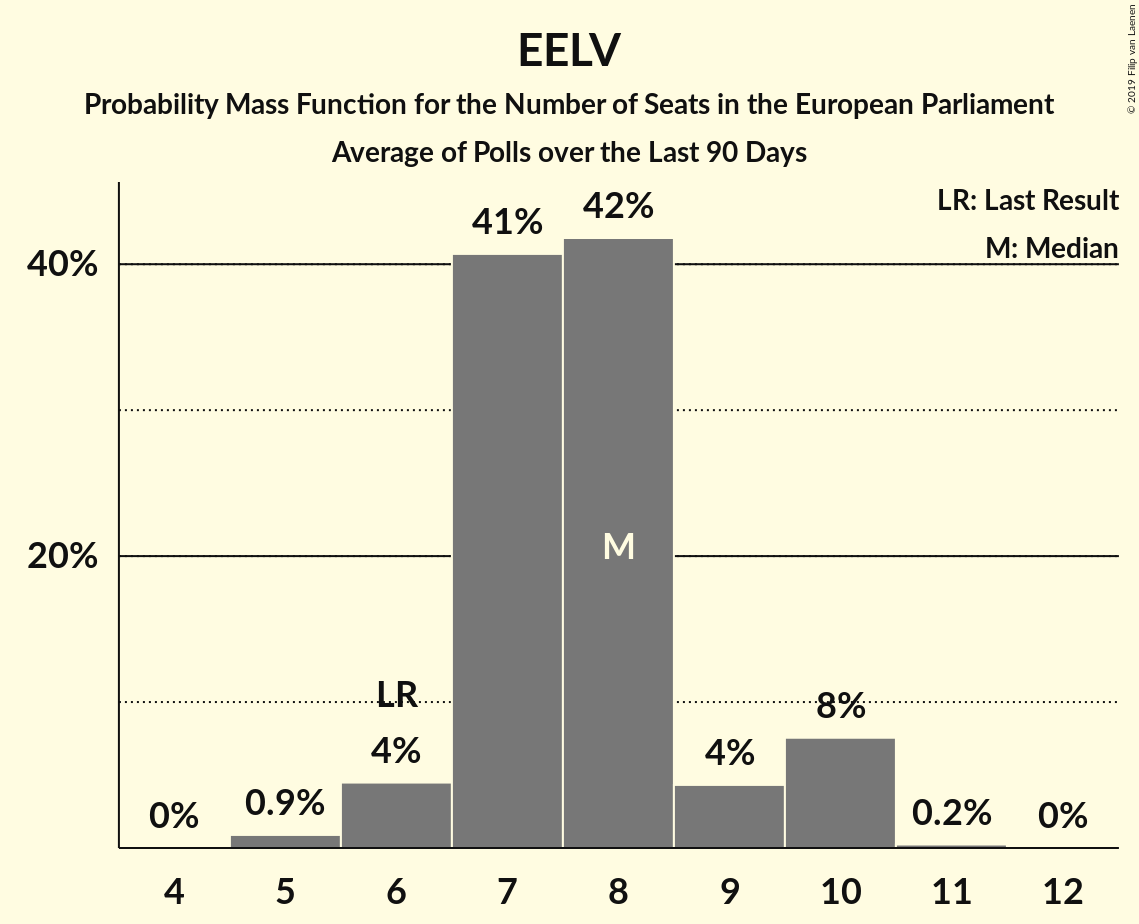 EELV
Probability Mass Function for the Number of Seats in the European Parliament
Average of Polls over the Last 90 Days
© 2019 Filip van Laenen
LR: Last Result
M: Median
40%
20%
0%
0.9%
LR
4%
41%
42%
M
4%
8%
0.2%
0%
4 5 6 7 8 9 10 11 12